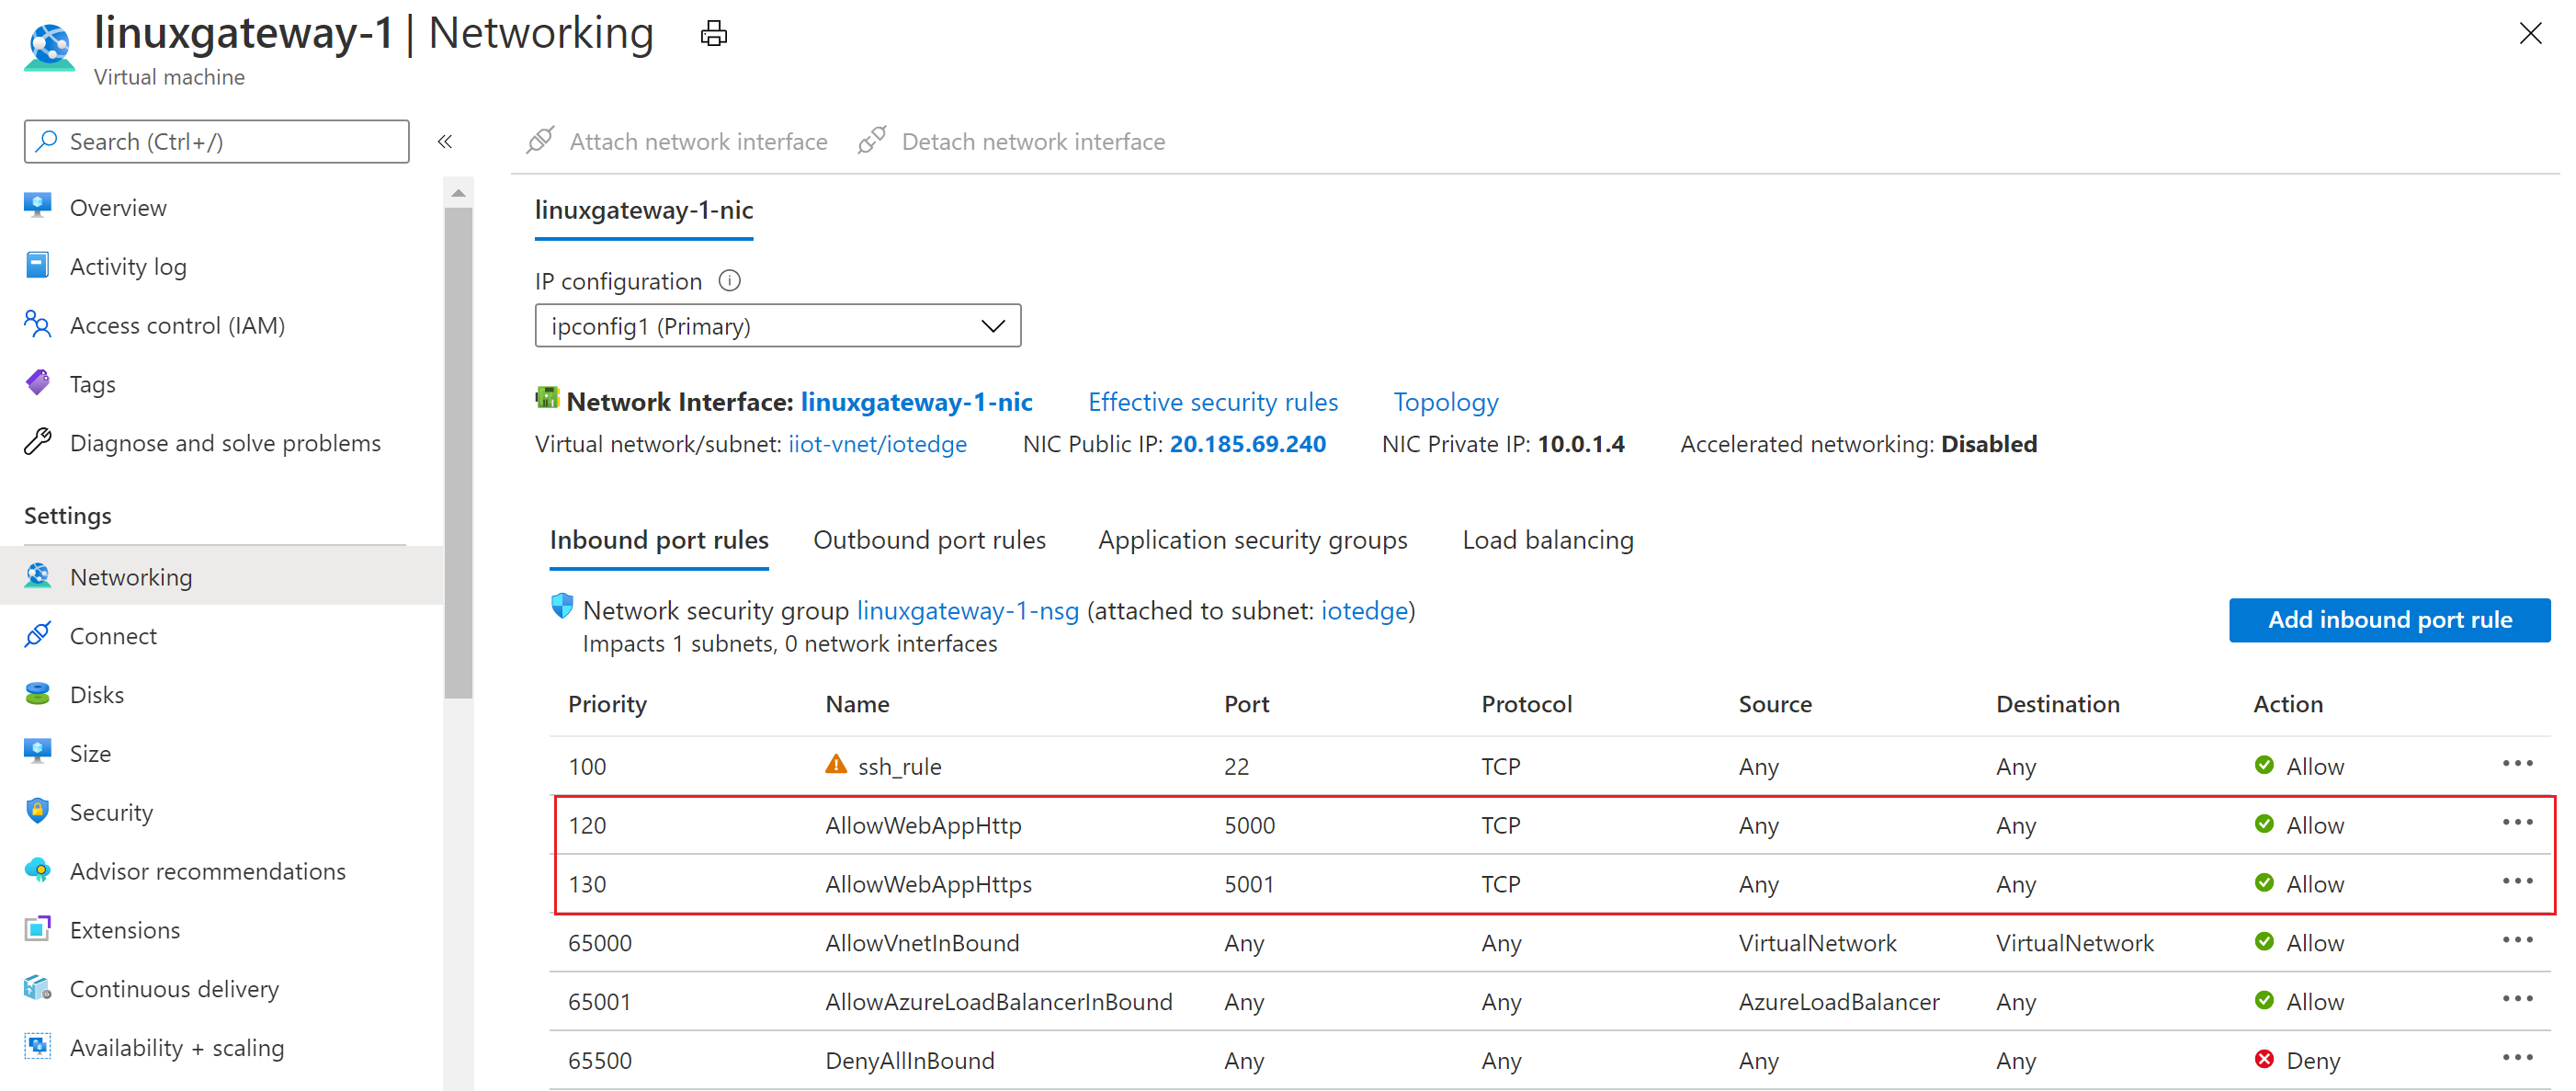 linuxgateway-1 | Networking
Virtual machine
Search (Ctrl+/)
«
Overview
Activity log
Access control (IAM)
Tags
Diagnose and solve problems
Settings
Networking
Connect
Disks
Size
Security
Advisor recommendations
Extensions
Continuous delivery
Availability + scaling
Attach network interface Detach network interface
linuxgateway-1-nic
IP configuration
ipconfig1 (Primary)
Network Interface: linuxgateway-1-nic Effective security rules Topology
Virtual network/subnet: iiot-vnet/iotedge NIC Public IP: 20.185.69.240 NIC Private IP: 10.0.1.4 Accelerated networking: Disabled
Inbound port rules Outbound port rules Application security groups Load balancing
Network security group linuxgateway-1-nsg (attached to subnet: iotedge)
Impacts 1 subnets, 0 network interfaces
Add inbound port rule
Priority Name Port Protocol Source Destination Action
100 ssh_rule 22 TCP Any Any Allow ...
120 AllowWebAppHttp 5000 TCP Any Any Allow ...
130 AllowWebAppHttps 5001 TCP Any Any Allow ...
65000 AllowVnetInBound Any Any VirtualNetwork VirtualNetwork Allow ...
65001 AllowAzureLoadBalancerInBound Any Any AzureLoadBalancer Any Allow ...
65500 DenyAllInBound Any Any Any Any Deny ...